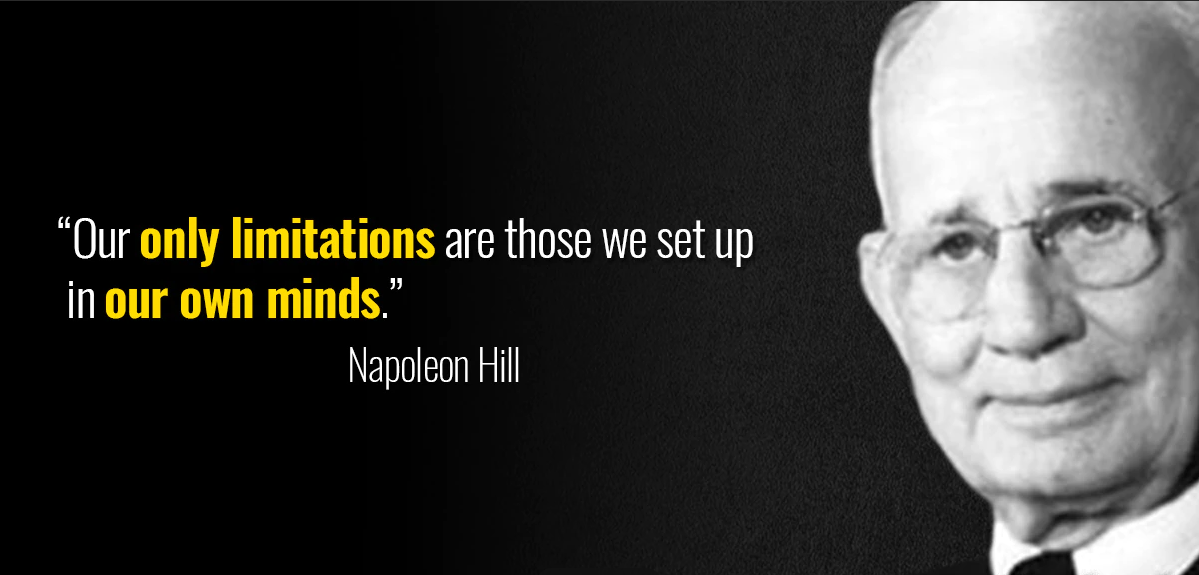 “Our only limitations are those we set up
in our own minds.”
Napoleon Hill